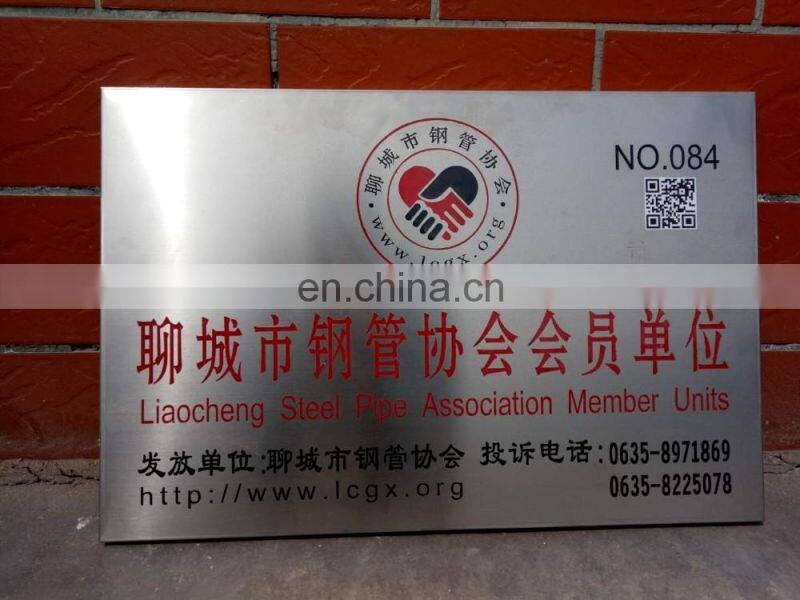 ·聊城市钢管协会·
www.lcgx.org
NO.084
en.china.cn
聊城市钢管协会会员单位
Liaocheng Steel Pipe Association Member Units
发放单位:聊城市钢管协会 投诉电话:0635-8971869
http://www.lcgx.org 0635-8225078